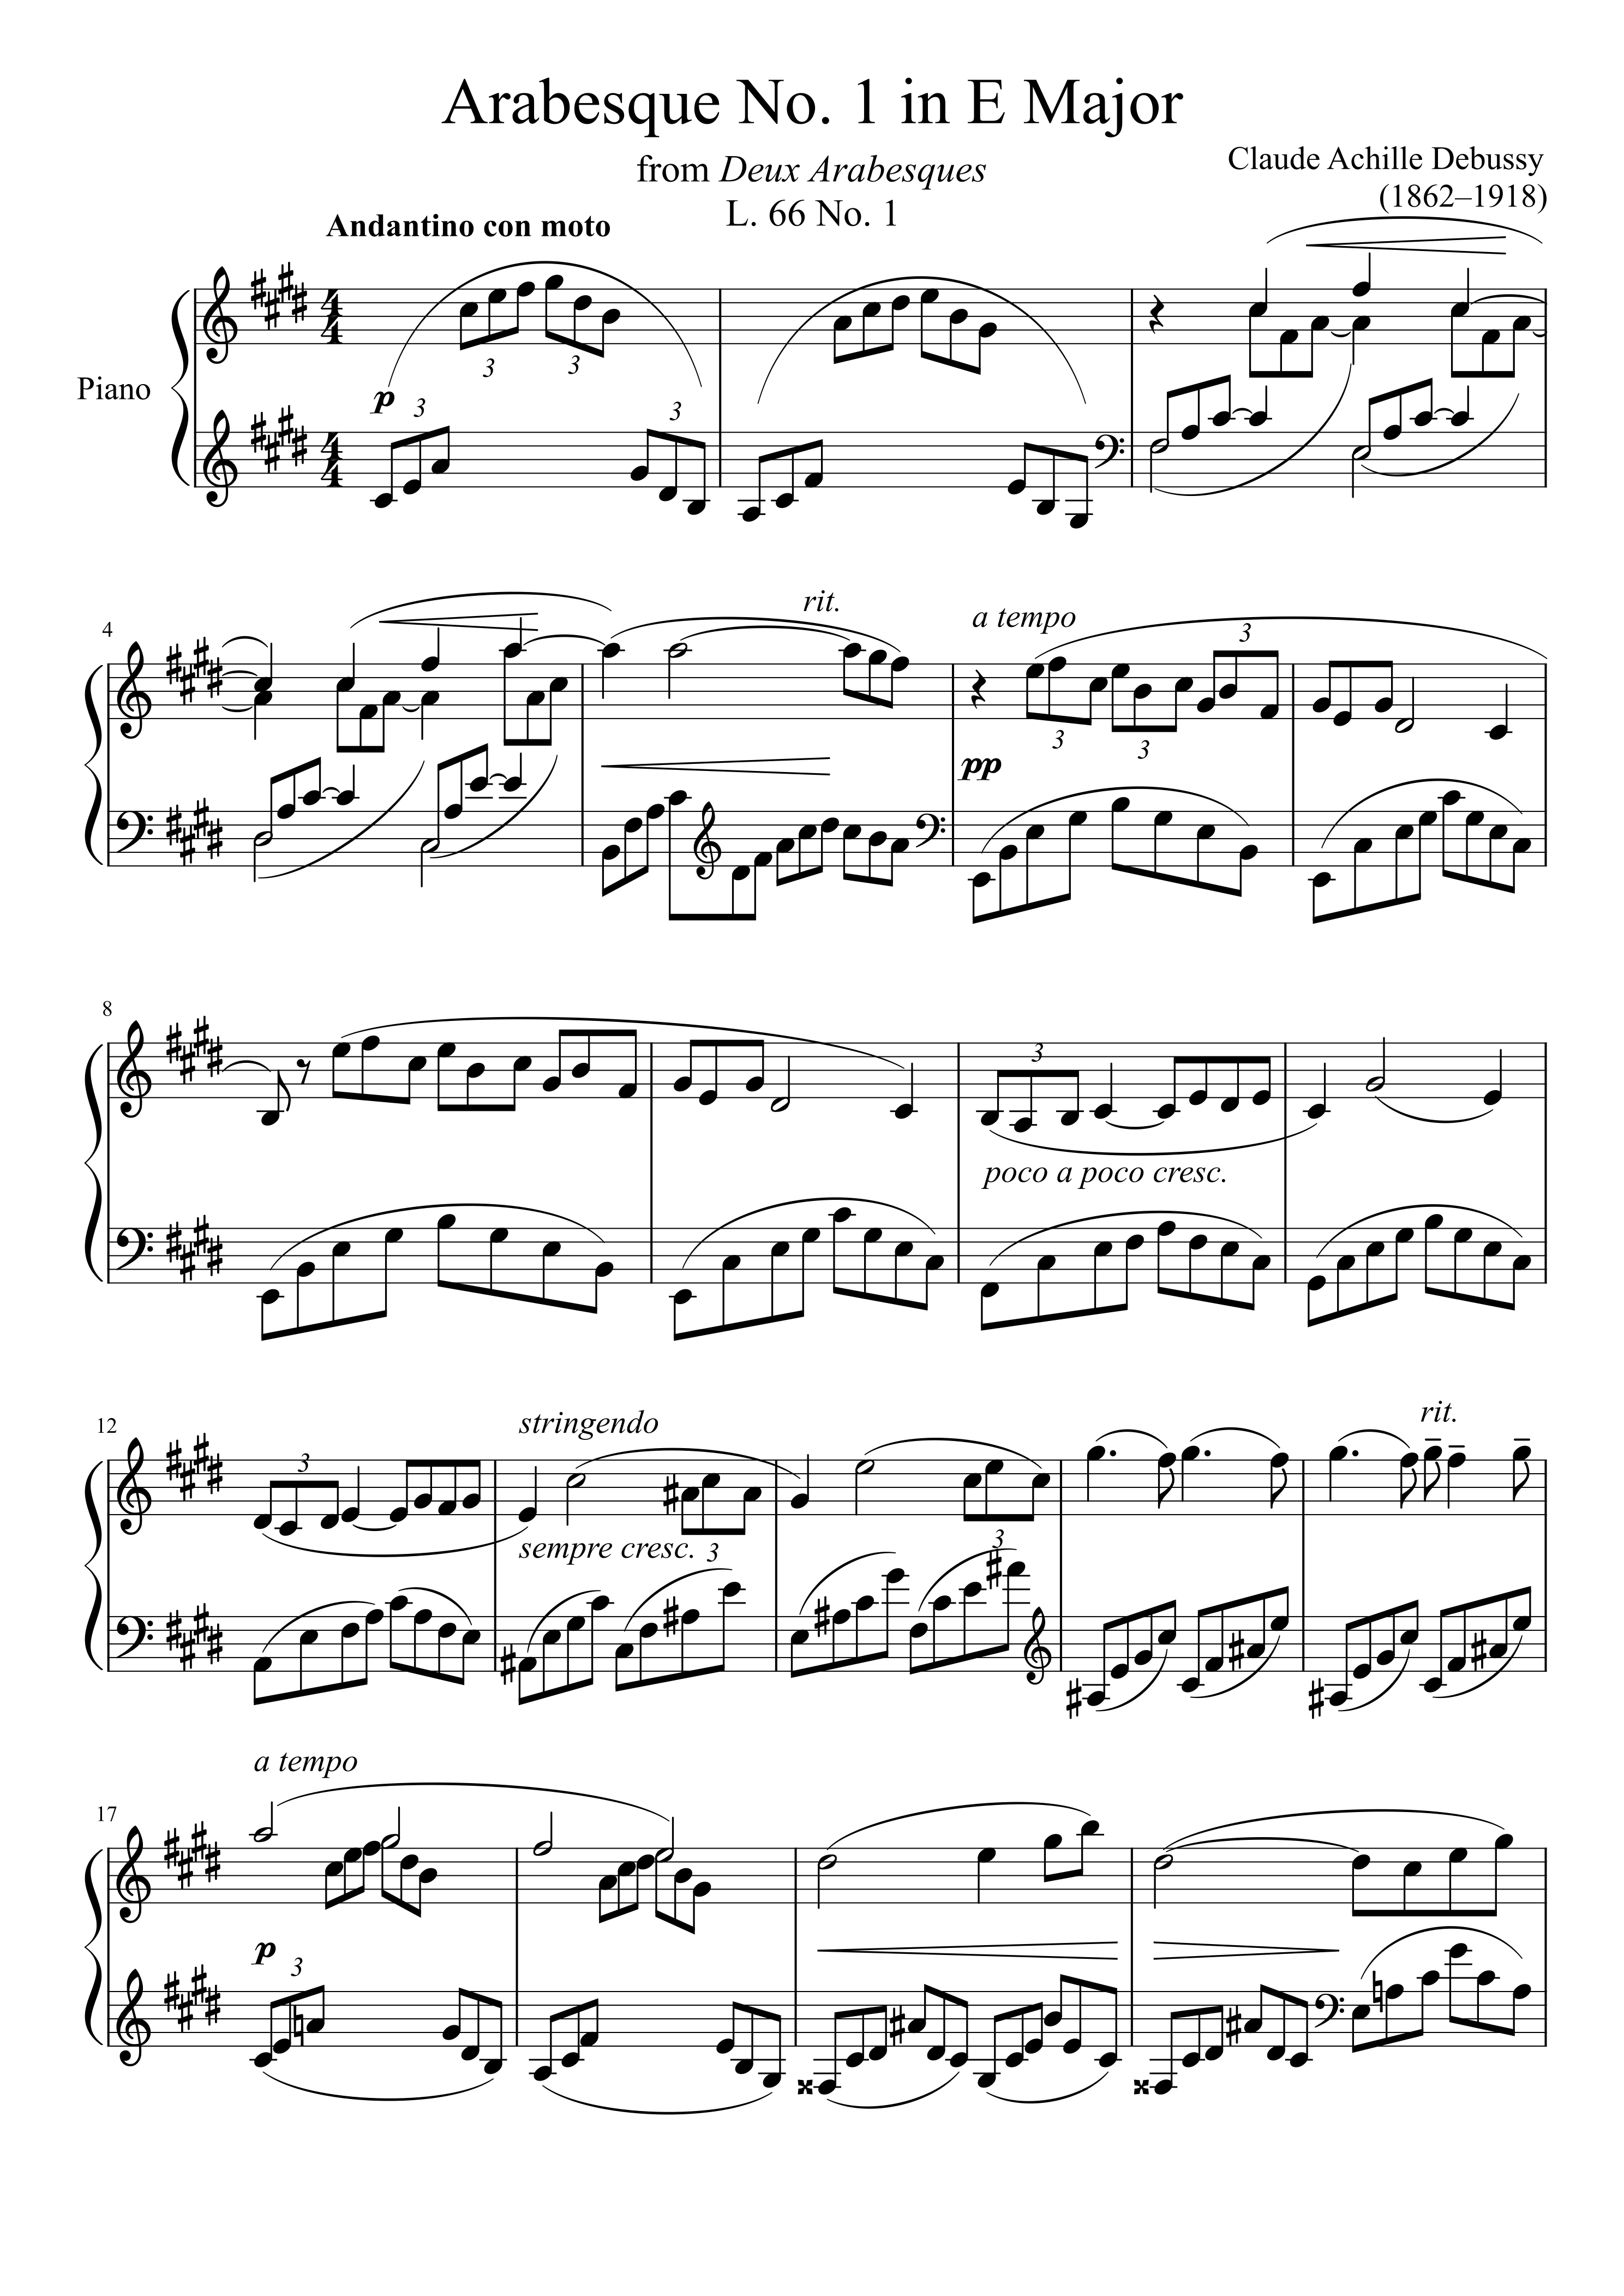 Arabesque No. 1 in E Major
from Deux Arabesques
Claude Achille Debussy
(1862–1918)
L. 66 No. 1
Andantino con moto
Piano
p
3
3
3
3
4
rit.
a tempo
pp
3
3
3
8
3
poco a poco cresc.
12
3
stringendo
sempre cresc.
3
3
rit.
17
a tempo
p
3